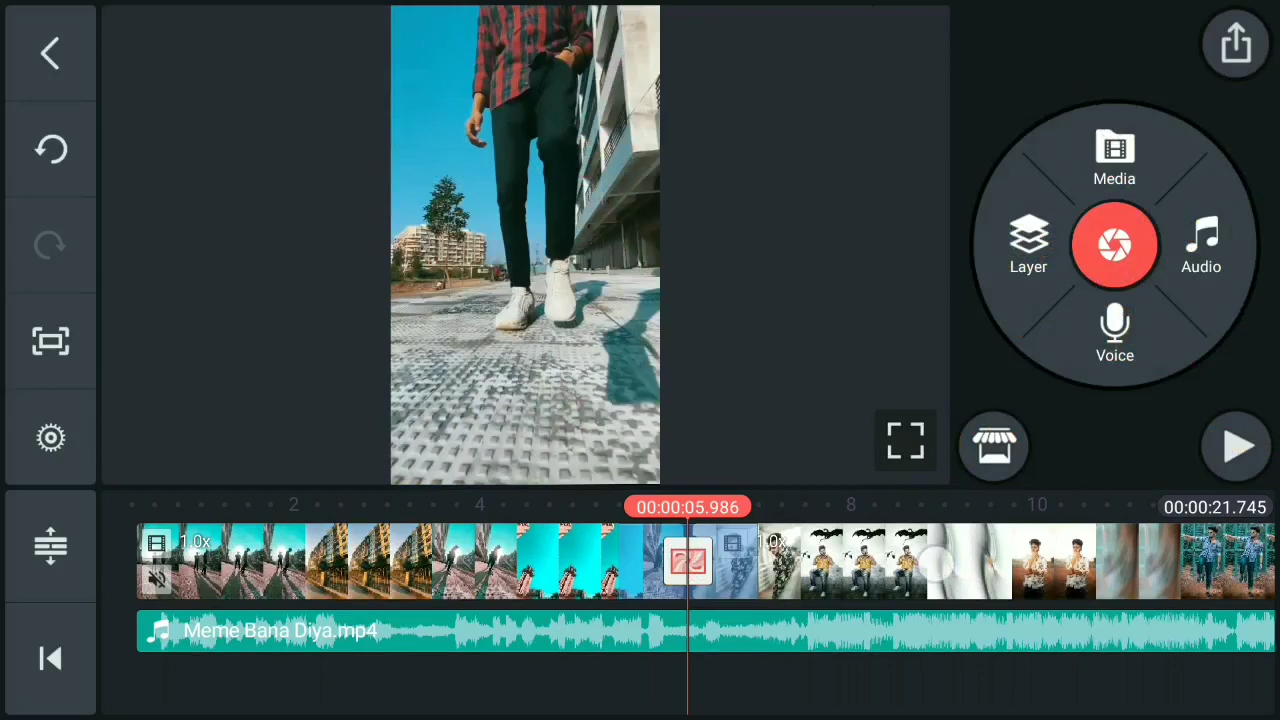 Media
Layer
Audio
Voice
2
4
00:00:05.986
8
10
00:00:21.745
1.0x
1.0x
Meme Bana Diya.mp4